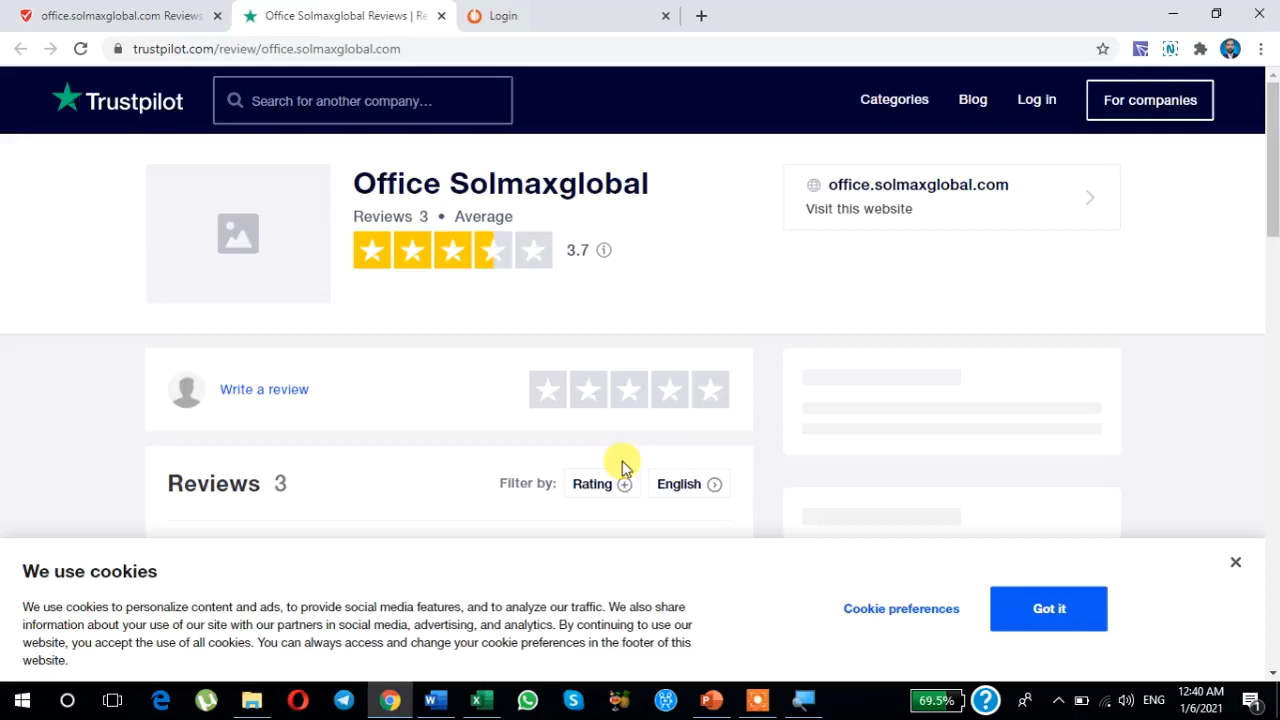 office.solmaxglobal.com Reviews
Office Solmaxglobal Reviews | Re
Login
trustpilot.com/review/office.solmaxglobal.com
Trustpilot
Search for another company…
Categories
Blog
Log in
For companies
Office Solmaxglobal
Reviews 3 • Average
3.7
office.solmaxglobal.com
Visit this website
Write a review
Reviews 3
Filter by:
Rating
English
We use cookies
We use cookies to personalize content and ads, to provide social media features, and to analyze our traffic. We also share
information about your use of our site with our partners in social media, advertising, and analytics. By continuing to use our
website, you accept the use of all cookies. You can always access and change your cookie preferences in the footer of this
website.
Cookie preferences
Got it
69.5%
ENG
12:40 AM
1/6/2021